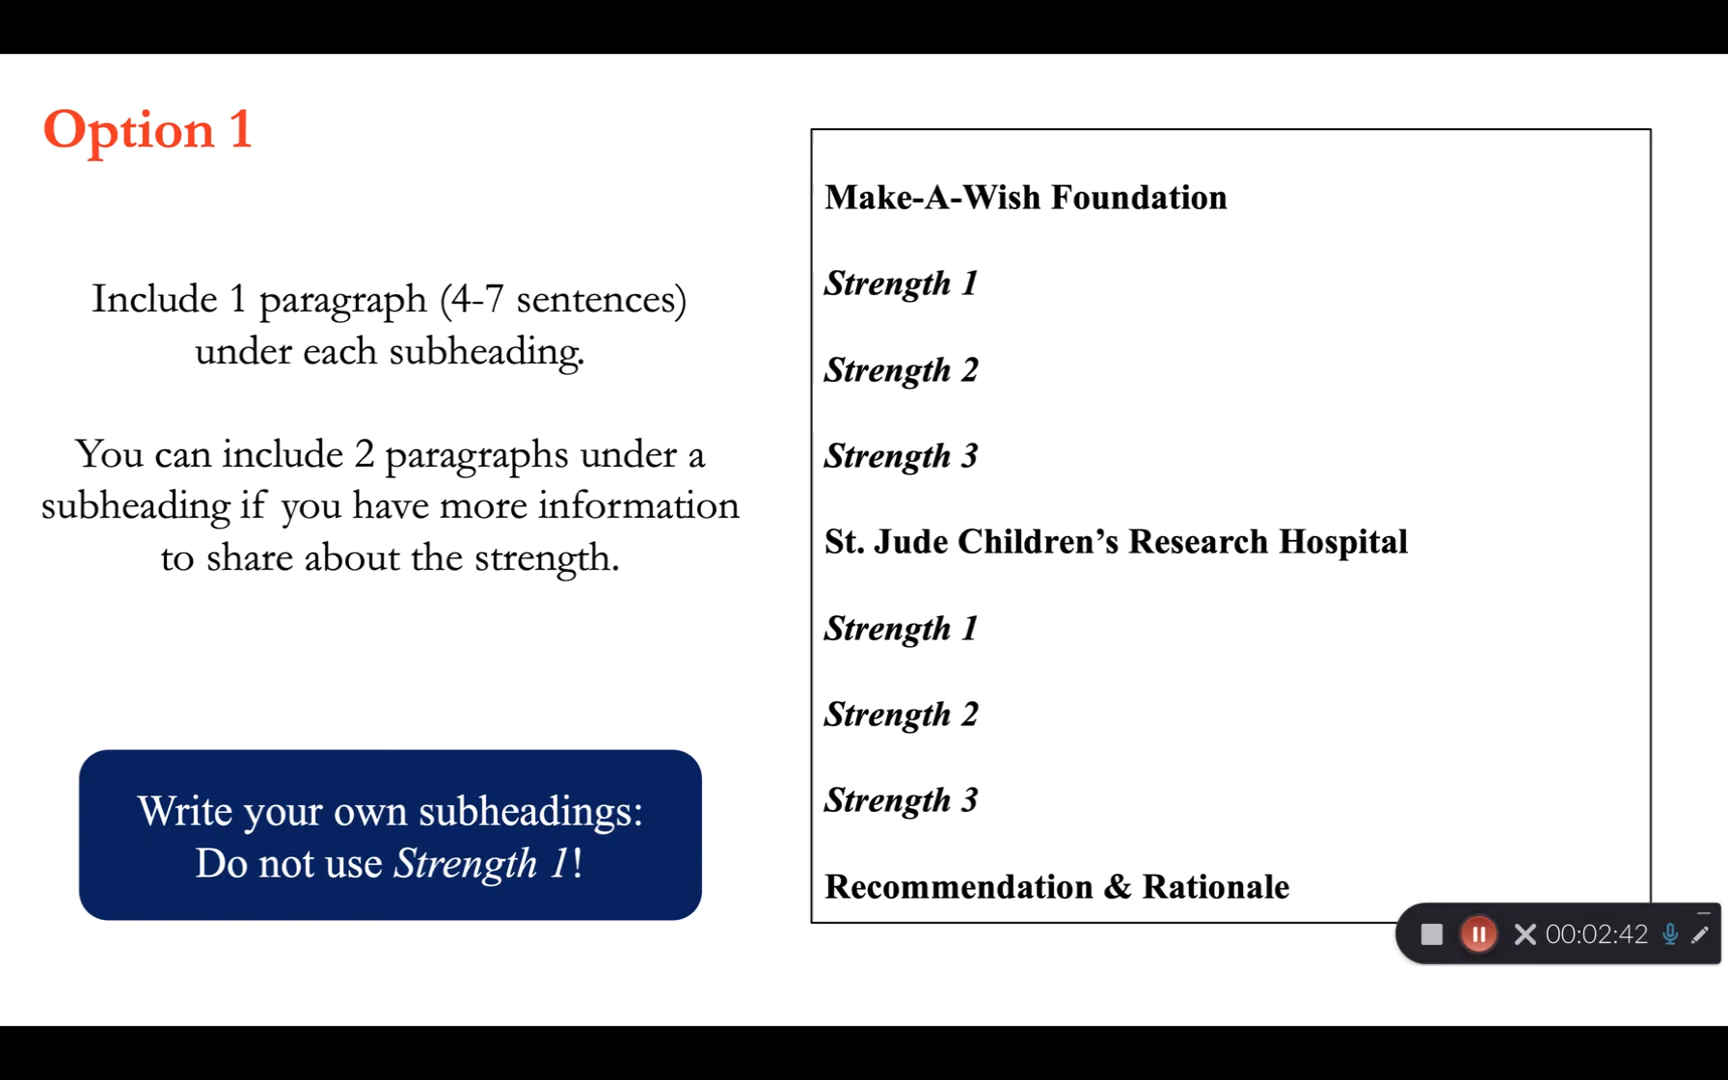 Option 1
Include 1 paragraph (4-7 sentences)
under each subheading.
You can include 2 paragraphs under a
subheading if you have more information
to share about the strength.
Write your own subheadings:
Do not use Strength 1!
Make-A-Wish Foundation
Strength 1
Strength 2
Strength 3
St. Jude Children’s Research Hospital
Strength 1
Strength 2
Strength 3
Recommendation & Rationale
00:02:42